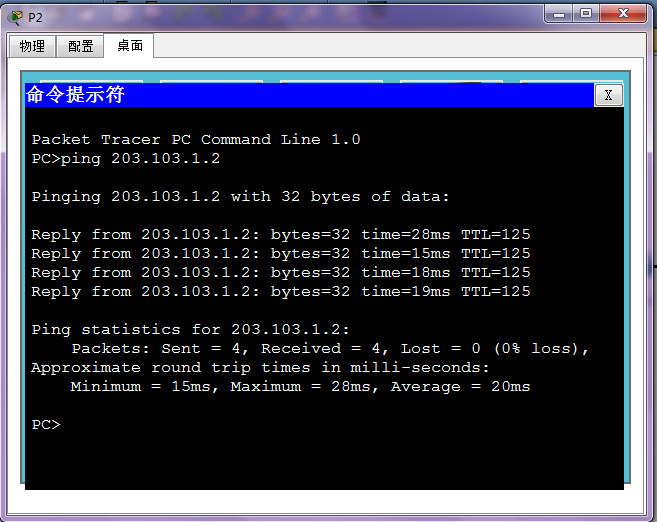 P2
物理 配置 桌面
命令提示符 X
Packet Tracer PC Command Line 1.0
PC>ping 203.103.1.2
Pinging 203.103.1.2 with 32 bytes of data:
Reply from 203.103.1.2: bytes=32 time=28ms TTL=125
Reply from 203.103.1.2: bytes=32 time=15ms TTL=125
Reply from 203.103.1.2: bytes=32 time=18ms TTL=125
Reply from 203.103.1.2: bytes=32 time=19ms TTL=125
Ping statistics for 203.103.1.2:
Packets: Sent = 4, Received = 4, Lost = 0 (0% loss),
Approximate round trip times in milli-seconds:
Minimum = 15ms, Maximum = 28ms, Average = 20ms
PC>